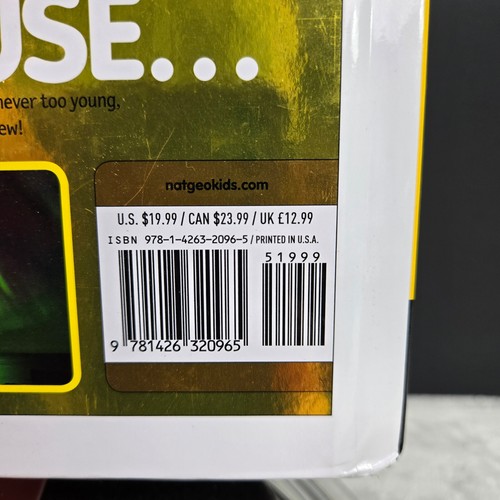 USE...
never too young,
ew!
natgeokids.com
U.S. $19.99 / CAN $23.99 / UK £12.99
ISBN 978-1-4263-2096-5 / PRINTED IN U.S.A.
51999
9 781426 320965